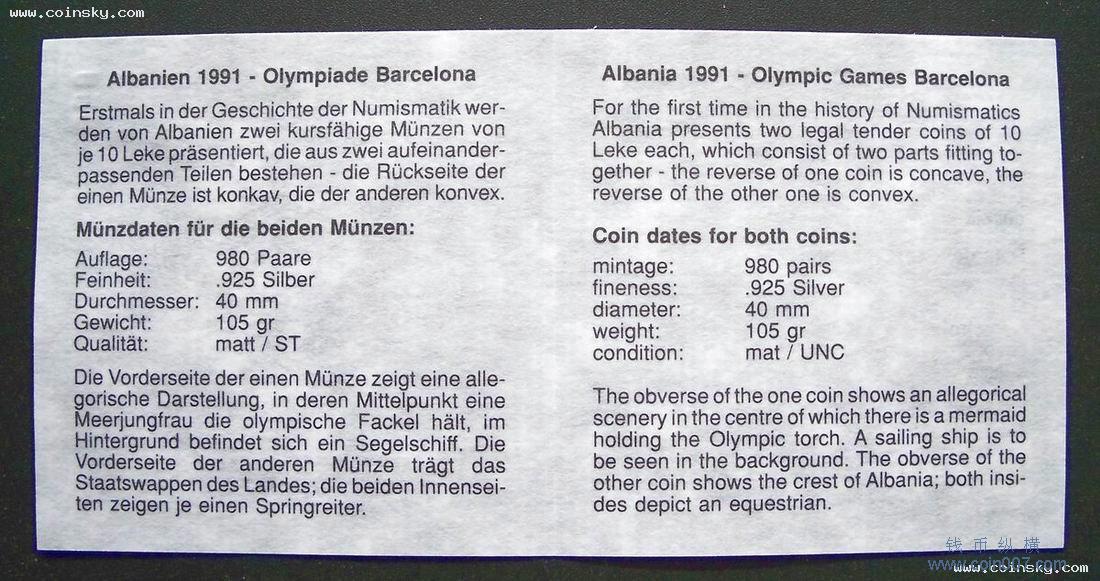 www.coinsky.com
Albanien 1991 - Olympiade Barcelona
Erstmals in der Geschichte der Numismatik wer-
den von Albanien zwei kursfähige Münzen von
je 10 Leke präsentiert, die aus zwei aufeinander-
passenden Teilen bestehen - die Rückseite der
einen Münze ist konkav, die der anderen konvex.
Münzdaten für die beiden Münzen:
Auflage: 980 Paare
Feinheit: .925 Silber
Durchmesser: 40 mm
Gewicht: 105 gr
Qualität: matt / ST
Die Vorderseite der einen Münze zeigt eine alle-
gorische Darstellung, in deren Mittelpunkt eine
Meerjungfrau die olympische Fackel hält, im
Hintergrund befindet sich ein Segelschiff. Die
Vorderseite der anderen Münze trägt das
Staatswappen des Landes; die beiden Innensei-
ten zeigen je einen Springreiter.
Albania 1991 - Olympic Games Barcelona
For the first time in the history of Numismatics
Albania presents two legal tender coins of 10
Leke each, which consist of two parts fitting to-
gether - the reverse of one coin is concave, the
reverse of the other one is convex.
Coin dates for both coins:
mintage: 980 pairs
fineness: .925 Silver
diameter: 40 mm
weight: 105 gr
condition: mat / UNC
The obverse of the one coin shows an allegorical
scenery in the centre of which there is a mermaid
holding the Olympic torch. A sailing ship is to
be seen in the background. The obverse of the
other coin shows the crest of Albania; both insi-
des depict an equestrian.
钱币纵横
www.coin007.com
www.coinsky.com